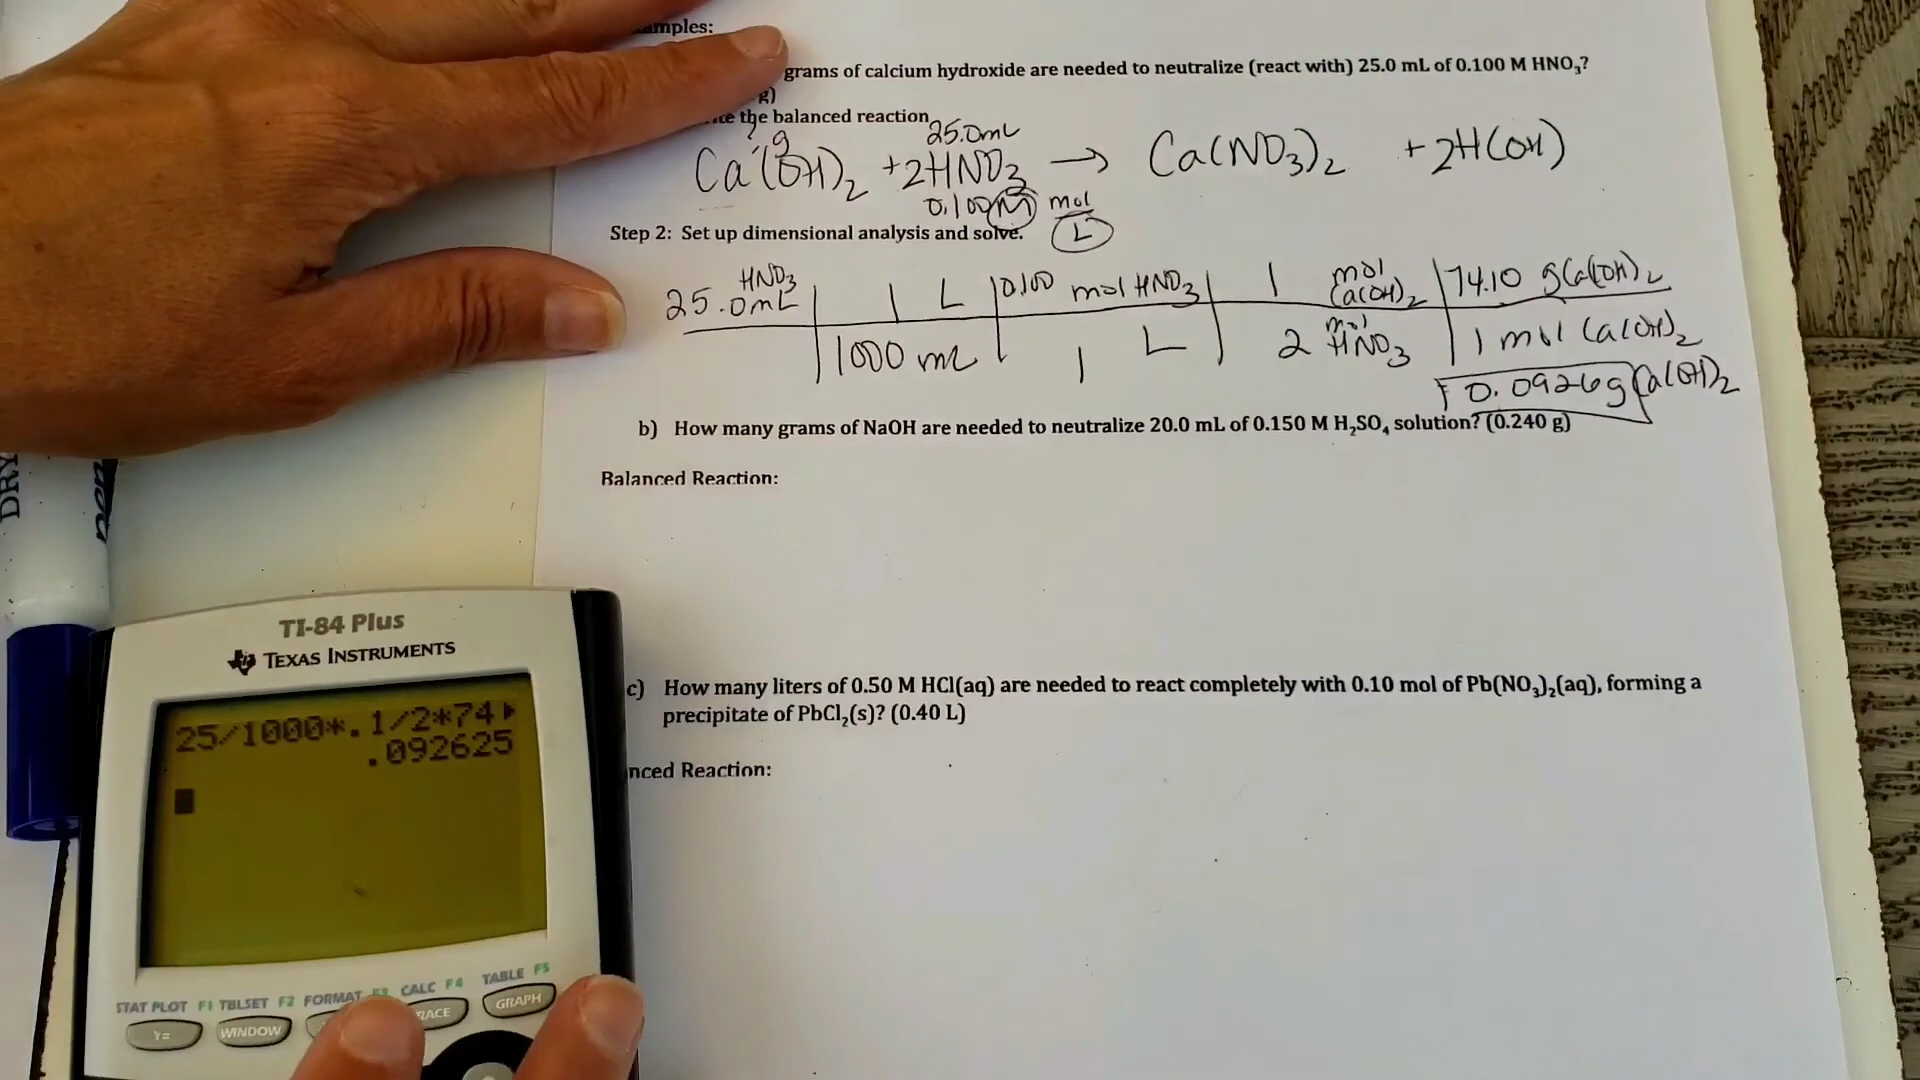 amples:
grams of calcium hydroxide are needed to neutralize (react with) 25.0 mL of 0.100 M HNO₃?
g)
the balanced reaction
? g 25.0mL
Ca(OH)₂ + 2HNO₃ → Ca(NO₃)₂ + 2H(OH)
0.100M mol
L
Step 2: Set up dimensional analysis and solve.
25.0mL HNO₃ | 1 L | 0.100 mol HNO₃ | 1 mol Ca(OH)₂ | 74.10 g Ca(OH)₂
1000 mL | 1 L | 2 mol HNO₃ | 1 mol Ca(OH)₂
0.0926g Ca(OH)₂
b) How many grams of NaOH are needed to neutralize 20.0 mL of 0.150 M H₂SO₄ solution? (0.240 g)
Balanced Reaction:
c) How many liters of 0.50 M HCl(aq) are needed to react completely with 0.10 mol of Pb(NO₃)₂(aq), forming a
precipitate of PbCl₂(s)? (0.40 L)
nced Reaction:
DRY
TI-84 Plus
TEXAS INSTRUMENTS
25/1000*.1/2*74
.092625
STAT PLOT F1 TBLSET F2 FORMAT F3 CALC F4 TABLE F5
Y= WINDOW RACE GRAPH